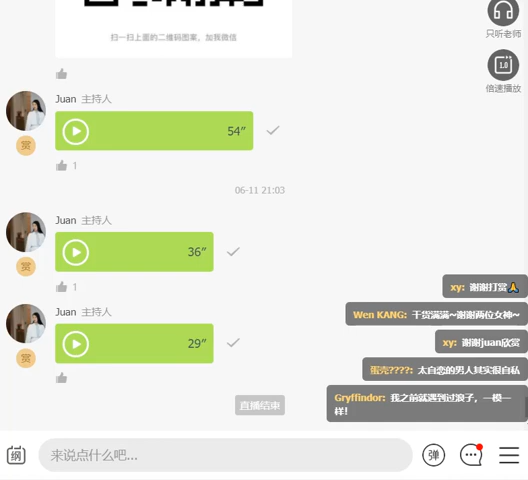 扫一扫上面的二维码图案，加我微信
只听老师
1.0
倍速播放
Juan 主持人
54″
赏
1
06-11 21:03
Juan 主持人
36″
赏
1
Juan 主持人
29″
赏
xy: 谢谢打赏🙏
Wen KANG: 干货满满~谢谢两位女神~
xy: 谢谢juan欣赏
蛋壳????: 太自恋的男人其实很自私
直播结束
Gryffindor: 我之前就遇到过浪子，一模一
样！
纲
来说点什么吧...
弹